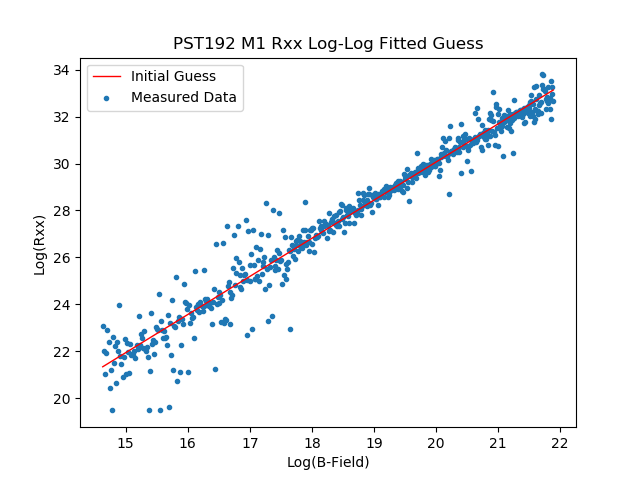 PST192 M1 Rxx Log-Log Fitted Guess
Initial Guess
Measured Data
Log(Rxx)
34
32
30
28
26
24
22
20
15 16 17 18 19 20 21 22
Log(B-Field)